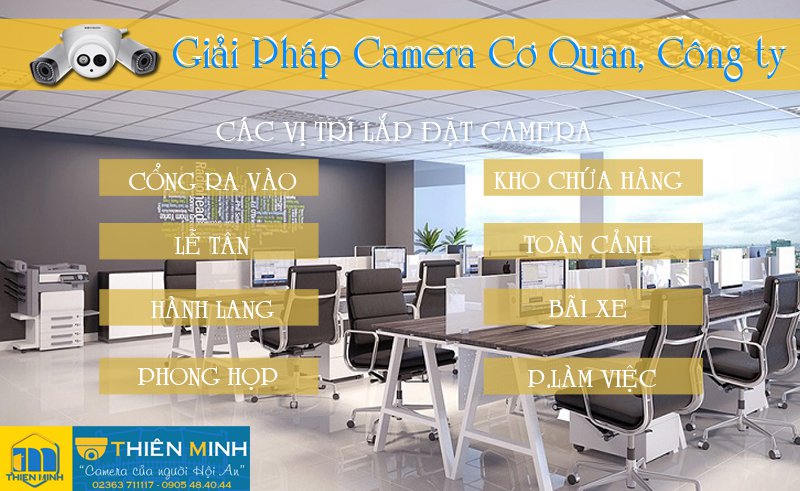 Giải Pháp Camera Cơ Quan, Công ty
CÁC VỊ TRÍ LẮP ĐẶT CAMERA
CỔNG RA VÀO
KHO CHỨA HÀNG
LỄ TÂN
TOÀN CẢNH
HÀNH LANG
BÃI XE
PHONG HỌP
P.LÀM VIỆC
THIÊN MINH
THIÊN MINH
"Camera của người Hội An"
02363 711117 - 0905 48.40.44